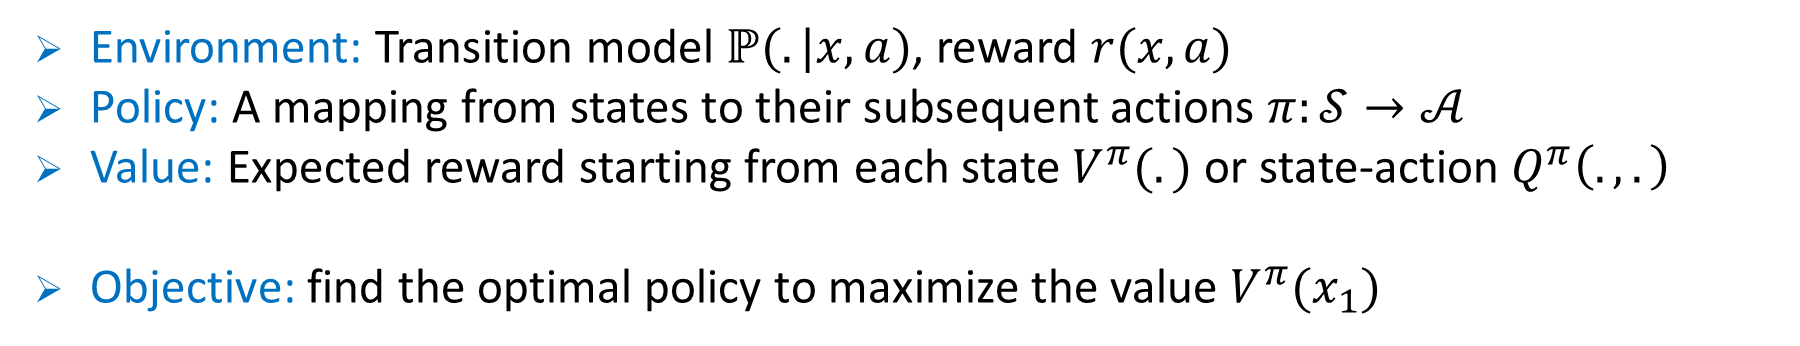 ➢ Environment: Transition model ℙ(.|x, a), reward r(x, a)
➢ Policy: A mapping from states to their subsequent actions π: 𝒮 → 𝒜
➢ Value: Expected reward starting from each state V^π(.) or state-action Q^π(.,.)
➢ Objective: find the optimal policy to maximize the value V^π(x₁)